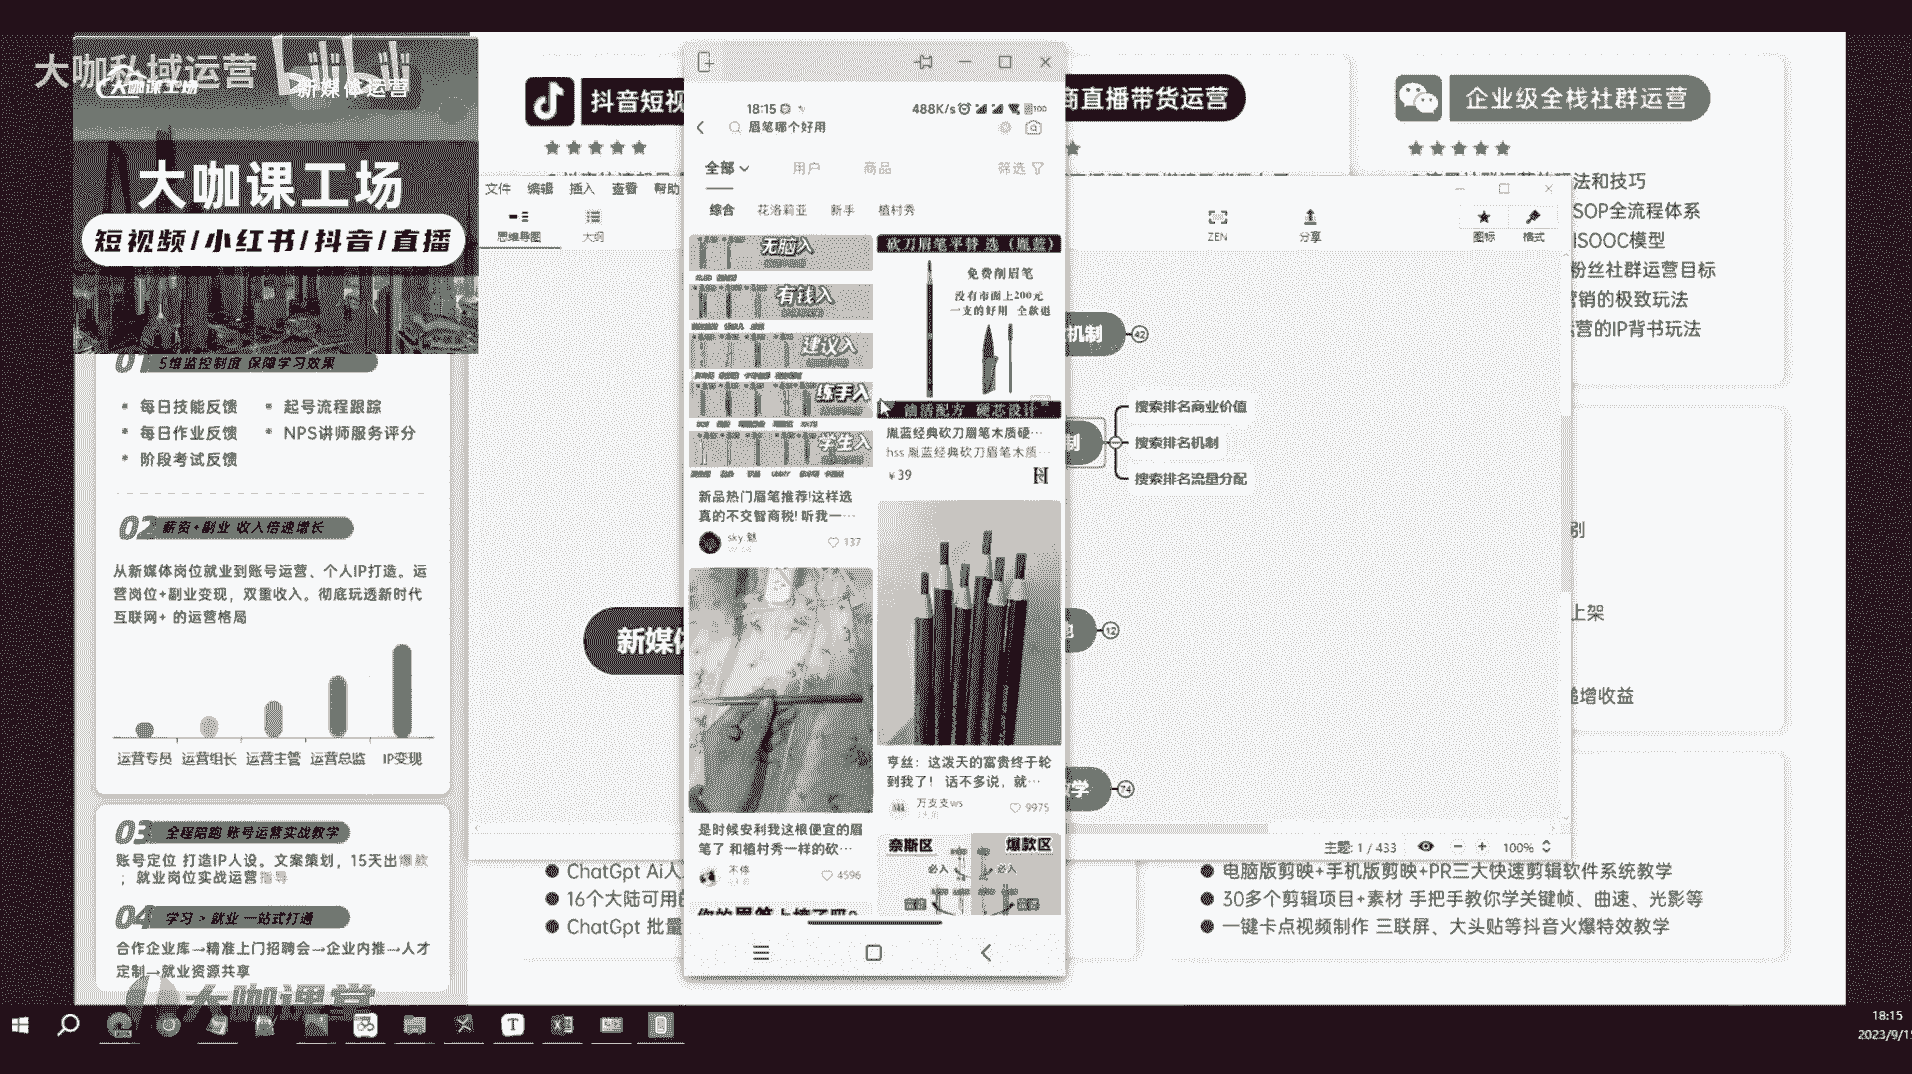 大咖私域运营
大咖课工场
新媒体运营
大咖课工场
短视频/小红书/抖音/直播
01 5维监控制度 保障学习效果
每日技能反馈
起号流程跟踪
每日作业反馈
NPS讲师服务评分
阶段考试反馈
02 薪资+副业 收入倍速增长
从新媒体岗位就业到账号运营、个人IP打造。运
营岗位+副业变现，双重收入。彻底玩透新时代
互联网+ 的运营格局
运营专员 运营组长 运营主管 运营总监 IP变现
03 全程陪跑 账号运营实战教学
账号定位 打造IP人设。文案策划，15天出爆款
；就业岗位实战运营指导
04 学习 > 就业 一站式打通
合作企业库→精准上门招聘会→企业内推→人才
定制→就业资源共享
大咖课堂
抖音短视
商直播带货运营
企业级全栈社群运营
法和技巧
SOP全流程体系
ISOOC模型
粉丝社群运营目标
营销的极致玩法
运营的IP背书玩法
文件 编辑 插入 查看 帮助
思维导图
大纲
ZEN
分享
图标
格式
机制
42
制
搜索排名商业价值
搜索排名机制
搜索排名流量分配
新媒体
12
学
74
主题: 1 / 433
100%
别
上架
递增收益
18:15
488K/s
100
眉笔哪个好用
全部
用户
商品
筛选
综合
花洛莉亚
新手
植村秀
无脑入
有钱入
建议入
练手入
学生入
新品热门眉笔推荐!这样选
真的不交智商税! 听我一…
sky.魅
137
砍刀眉笔平替 选（胤蓝）
免费削眉笔
没有市面上200元
一支的好用 全款退
油活配方 硬芯设计
胤蓝经典砍刀眉笔木质硬…
hss 胤蓝经典砍刀眉笔木质…
¥39
是时候安利我这根便宜的眉
笔了 和植村秀一样的砍…
4596
亨丝：这泼天的富贵终于轮
到我了！ 话不多说，就…
万支支ws
9975
奈斯区
爆款区
必入
必入
ChatGpt Ai人
16个大陆可用的
ChatGpt 批量
电脑版剪映+手机版剪映+PR三大快速剪辑软件系统教学
30多个剪辑项目+素材 手把手教你学关键帧、曲速、光影等
一键卡点视频制作 三联屏、大头贴等抖音火爆特效教学
18:15
2023/9/1